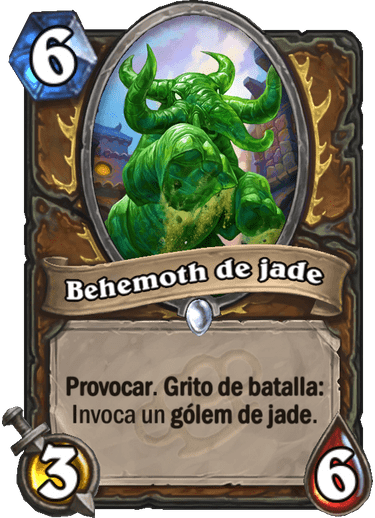 6
Behemoth de jade
Provocar. Grito de batalla:
Invoca un gólem de jade.
3
6